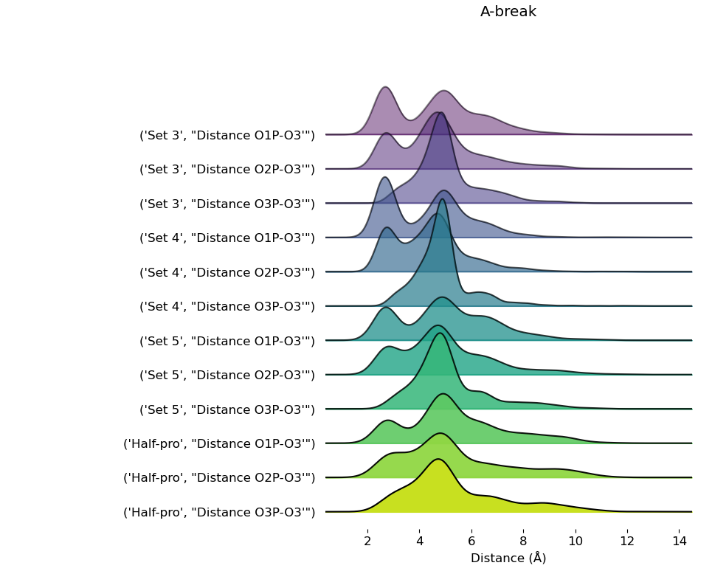 A-break
('Set 3', "Distance O1P-O3'")
('Set 3', "Distance O2P-O3'")
('Set 3', "Distance O3P-O3'")
('Set 4', "Distance O1P-O3'")
('Set 4', "Distance O2P-O3'")
('Set 4', "Distance O3P-O3'")
('Set 5', "Distance O1P-O3'")
('Set 5', "Distance O2P-O3'")
('Set 5', "Distance O3P-O3'")
('Half-pro', "Distance O1P-O3'")
('Half-pro', "Distance O2P-O3'")
('Half-pro', "Distance O3P-O3'")
2 4 6 8 10 12 14
Distance (Å)